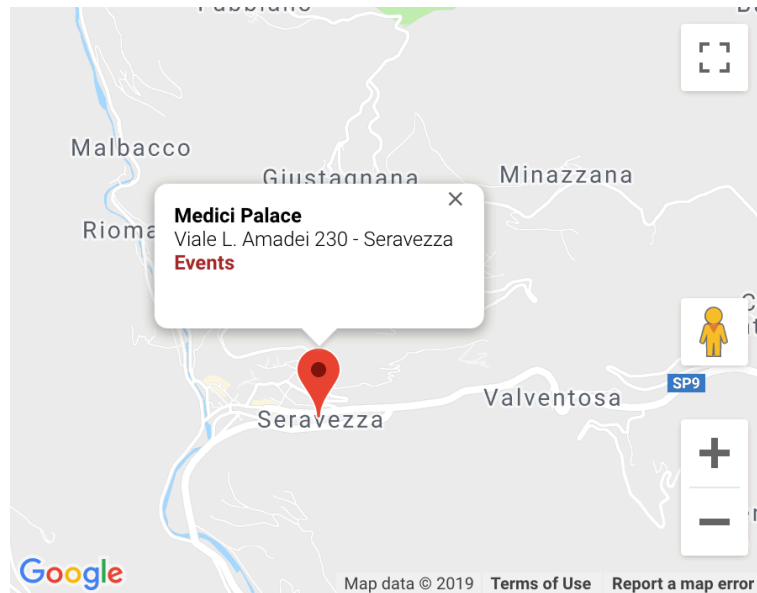 Malbacco
Giustagnana
Minazzana
Medici Palace
Viale L. Amadei 230 - Seravezza
Events
SP9
Valventosa
Seravezza
Google
Map data © 2019 Terms of Use Report a map error